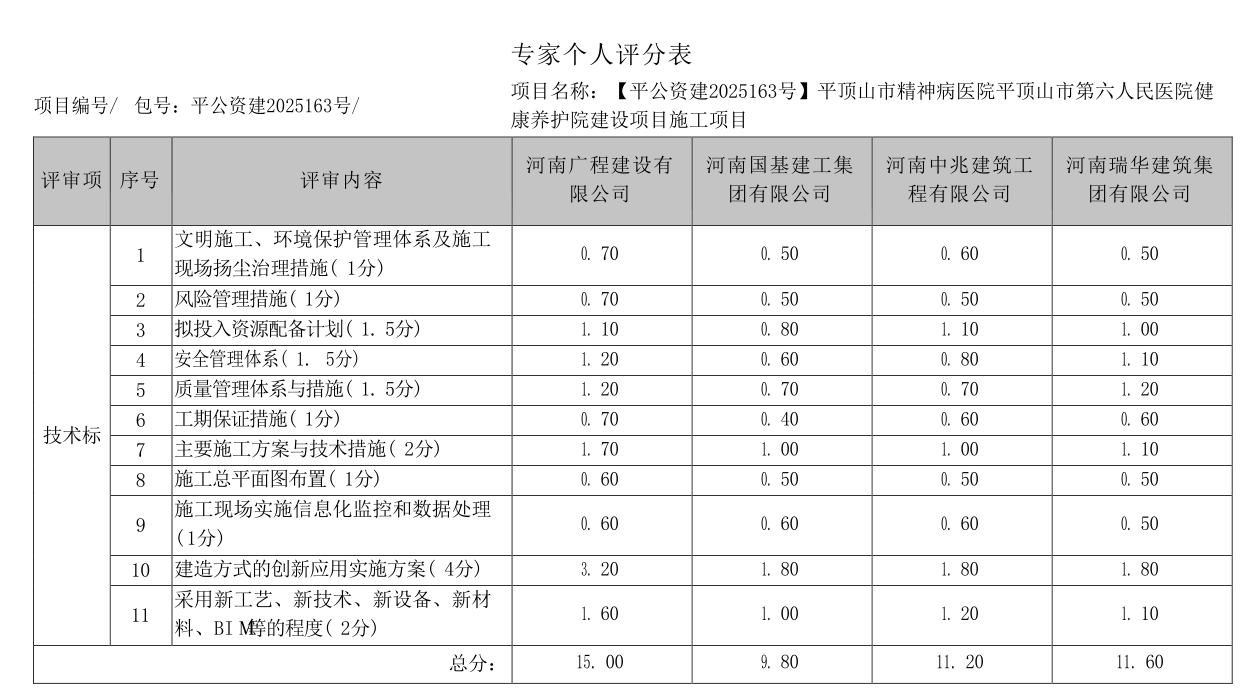 专家个人评分表
项目编号/ 包号：平公资建2025163号/
项目名称：【平公资建2025163号】平顶山市精神病医院平顶山市第六人民医院健
康养护院建设项目施工项目
评审项 序号 评审内容 河南广程建设有 河南国基建工集 河南中兆建筑工 河南瑞华建筑集
限公司 团有限公司 程有限公司 团有限公司
技术标
1 文明施工、环境保护管理体系及施工 0.70 0.50 0.60 0.50
现场扬尘治理措施(1分)
2 风险管理措施(1分) 0.70 0.50 0.50 0.50
3 拟投入资源配备计划(1.5分) 1.10 0.80 1.10 1.00
4 安全管理体系(1. 5分) 1.20 0.60 0.80 1.10
5 质量管理体系与措施(1.5分) 1.20 0.70 0.70 1.20
6 工期保证措施(1分) 0.70 0.40 0.60 0.60
7 主要施工方案与技术措施(2分) 1.70 1.00 1.00 1.10
8 施工总平面图布置(1分) 0.60 0.50 0.50 0.50
9 施工现场实施信息化监控和数据处理 0.60 0.60 0.60 0.50
(1分)
10 建造方式的创新应用实施方案(4分) 3.20 1.80 1.80 1.80
11 采用新工艺、新技术、新设备、新材 1.60 1.00 1.20 1.10
料、BIM等的程度(2分)
总分： 15.00 9.80 11.20 11.60